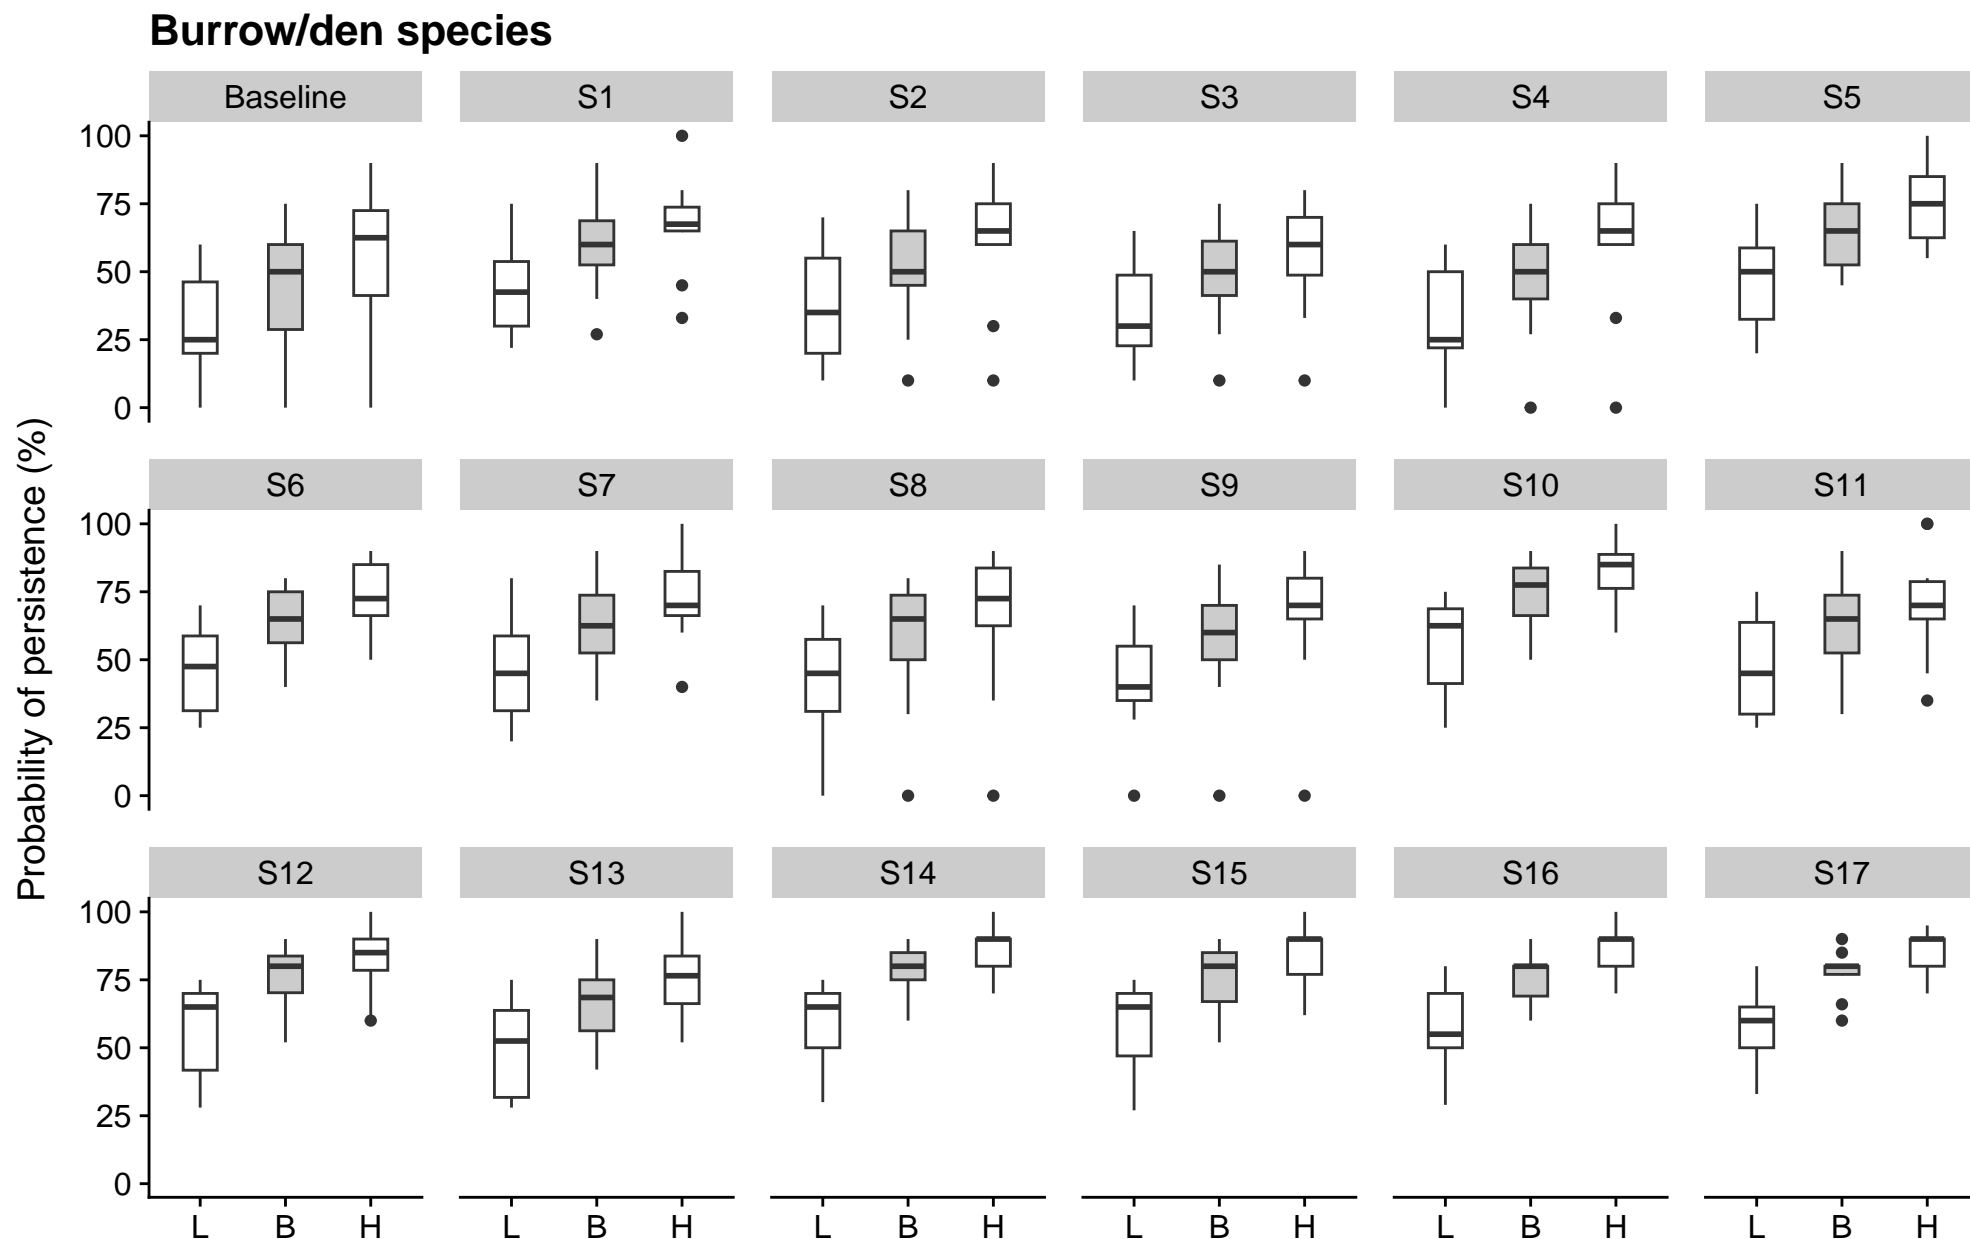 Burrow/den species
Baseline S1 S2 S3 S4 S5
100
75
50
25
0
S6 S7 S8 S9 S10 S11
100
75
50
25
0
S12 S13 S14 S15 S16 S17
100
75
50
25
0
L B H L B H L B H L B H L B H L B H
Probability of persistence (%)